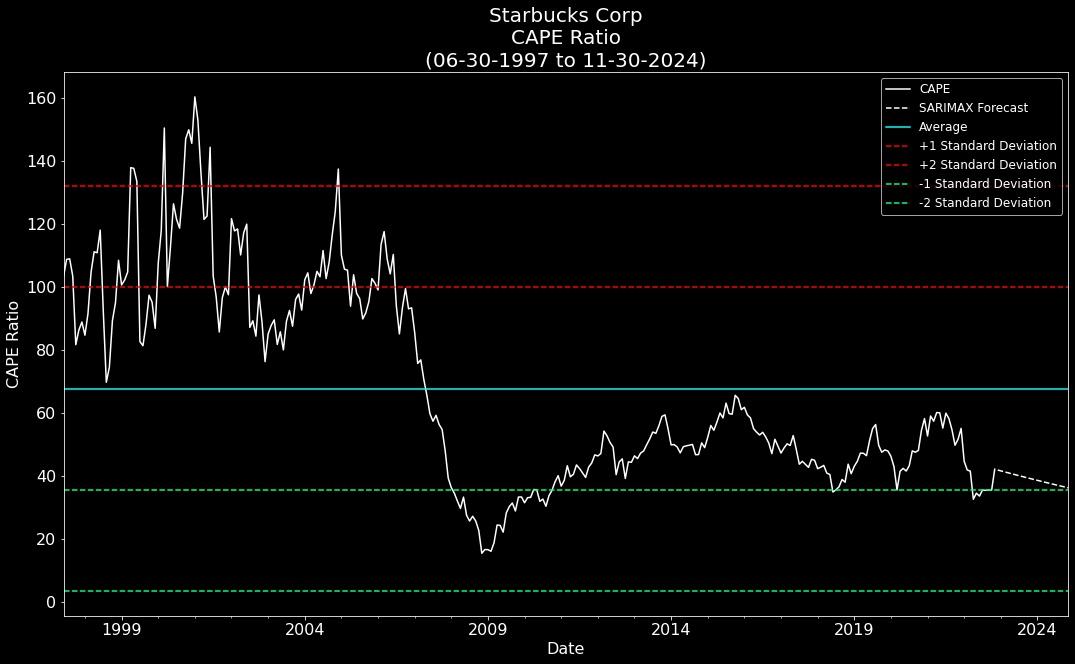 Starbucks Corp
CAPE Ratio
(06-30-1997 to 11-30-2024)
CAPE
SARIMAX Forecast
Average
+1 Standard Deviation
+2 Standard Deviation
-1 Standard Deviation
-2 Standard Deviation
CAPE Ratio
160
140
120
100
80
60
40
20
0
1999 2004 2009 2014 2019 2024
Date